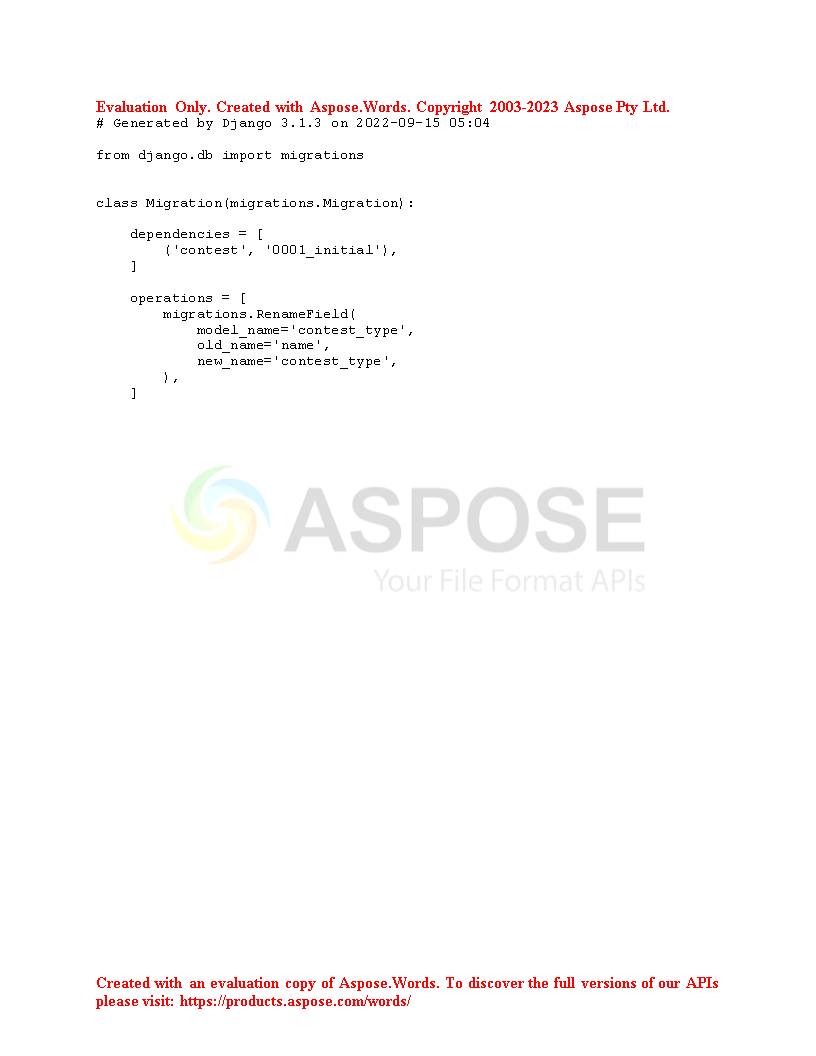 Evaluation Only. Created with Aspose.Words. Copyright 2003-2023 Aspose Pty Ltd.
# Generated by Django 3.1.3 on 2022-09-15 05:04

from django.db import migrations


class Migration(migrations.Migration):

    dependencies = [
        ('contest', '0001_initial'),
    ]

    operations = [
        migrations.RenameField(
            model_name='contest_type',
            old_name='name',
            new_name='contest_type',
        ),
    ]
ASPOSE
Your File Format APIs
Created with an evaluation copy of Aspose.Words. To discover the full versions of our APIs
please visit: https://products.aspose.com/words/